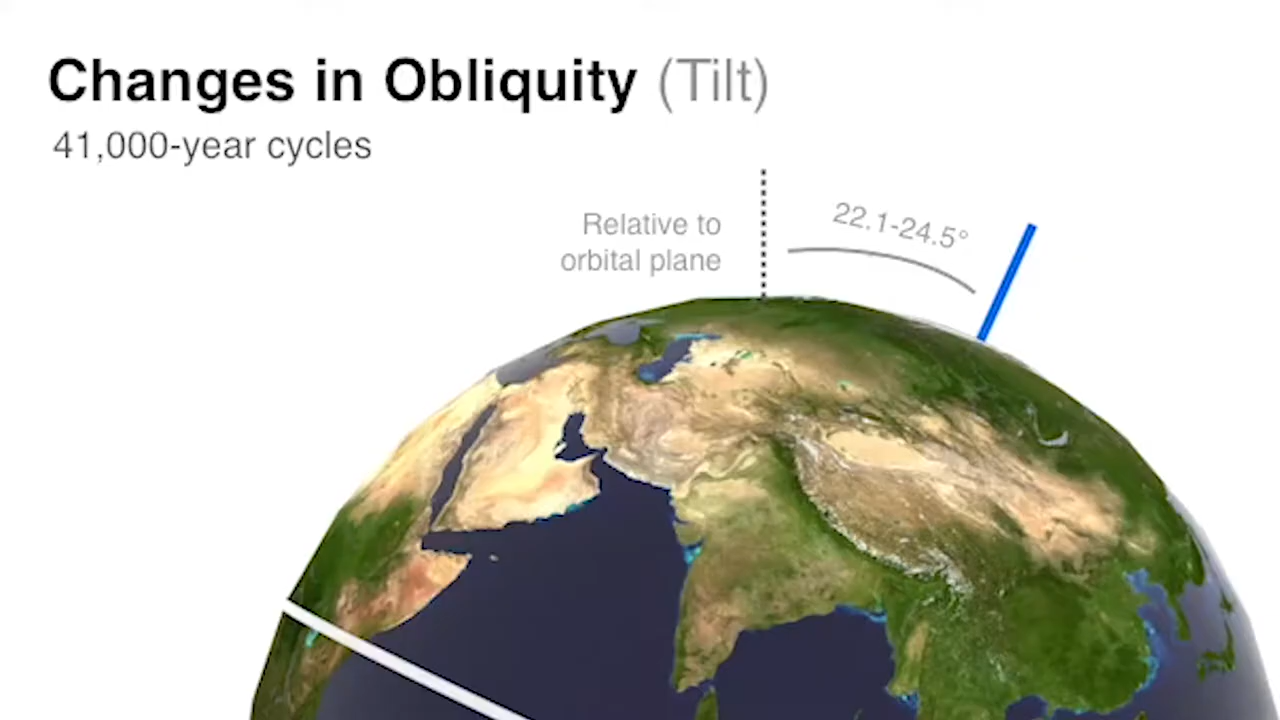 Changes in Obliquity (Tilt)
41,000-year cycles
Relative to
orbital plane
22.1-24.5°